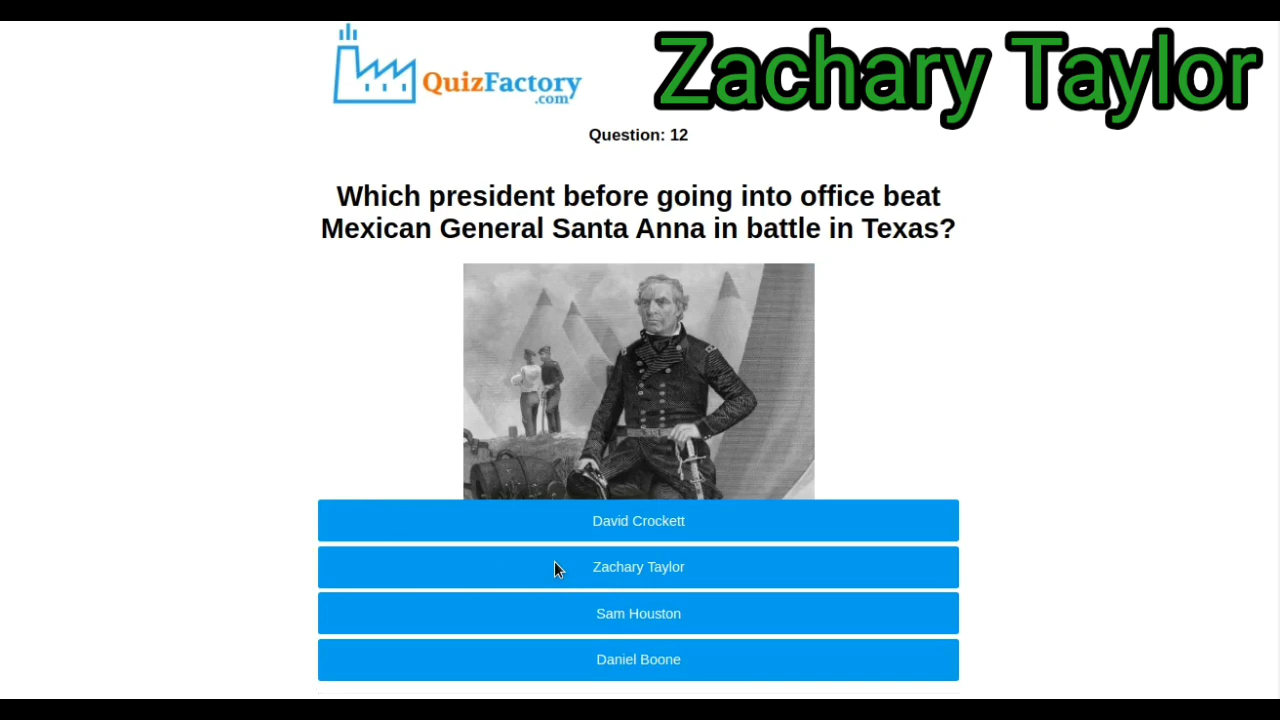 QuizFactory
.com
Zachary Taylor
Question: 12
Which president before going into office beat
Mexican General Santa Anna in battle in Texas?
David Crockett
Zachary Taylor
Sam Houston
Daniel Boone